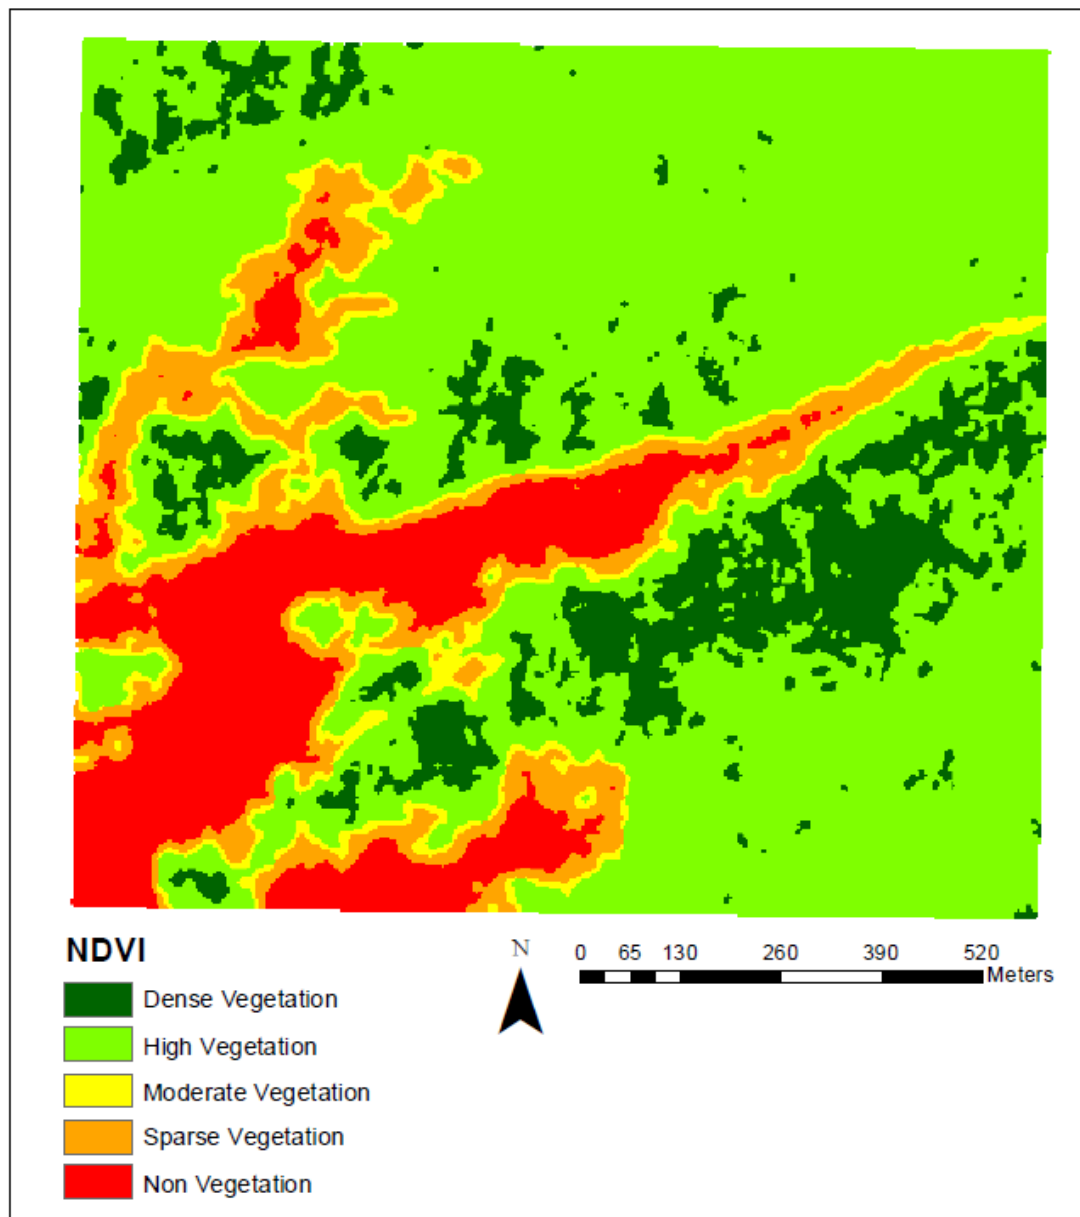 NDVI
Dense Vegetation
High Vegetation
Moderate Vegetation
Sparse Vegetation
Non Vegetation
N
0 65 130 260 390 520
Meters